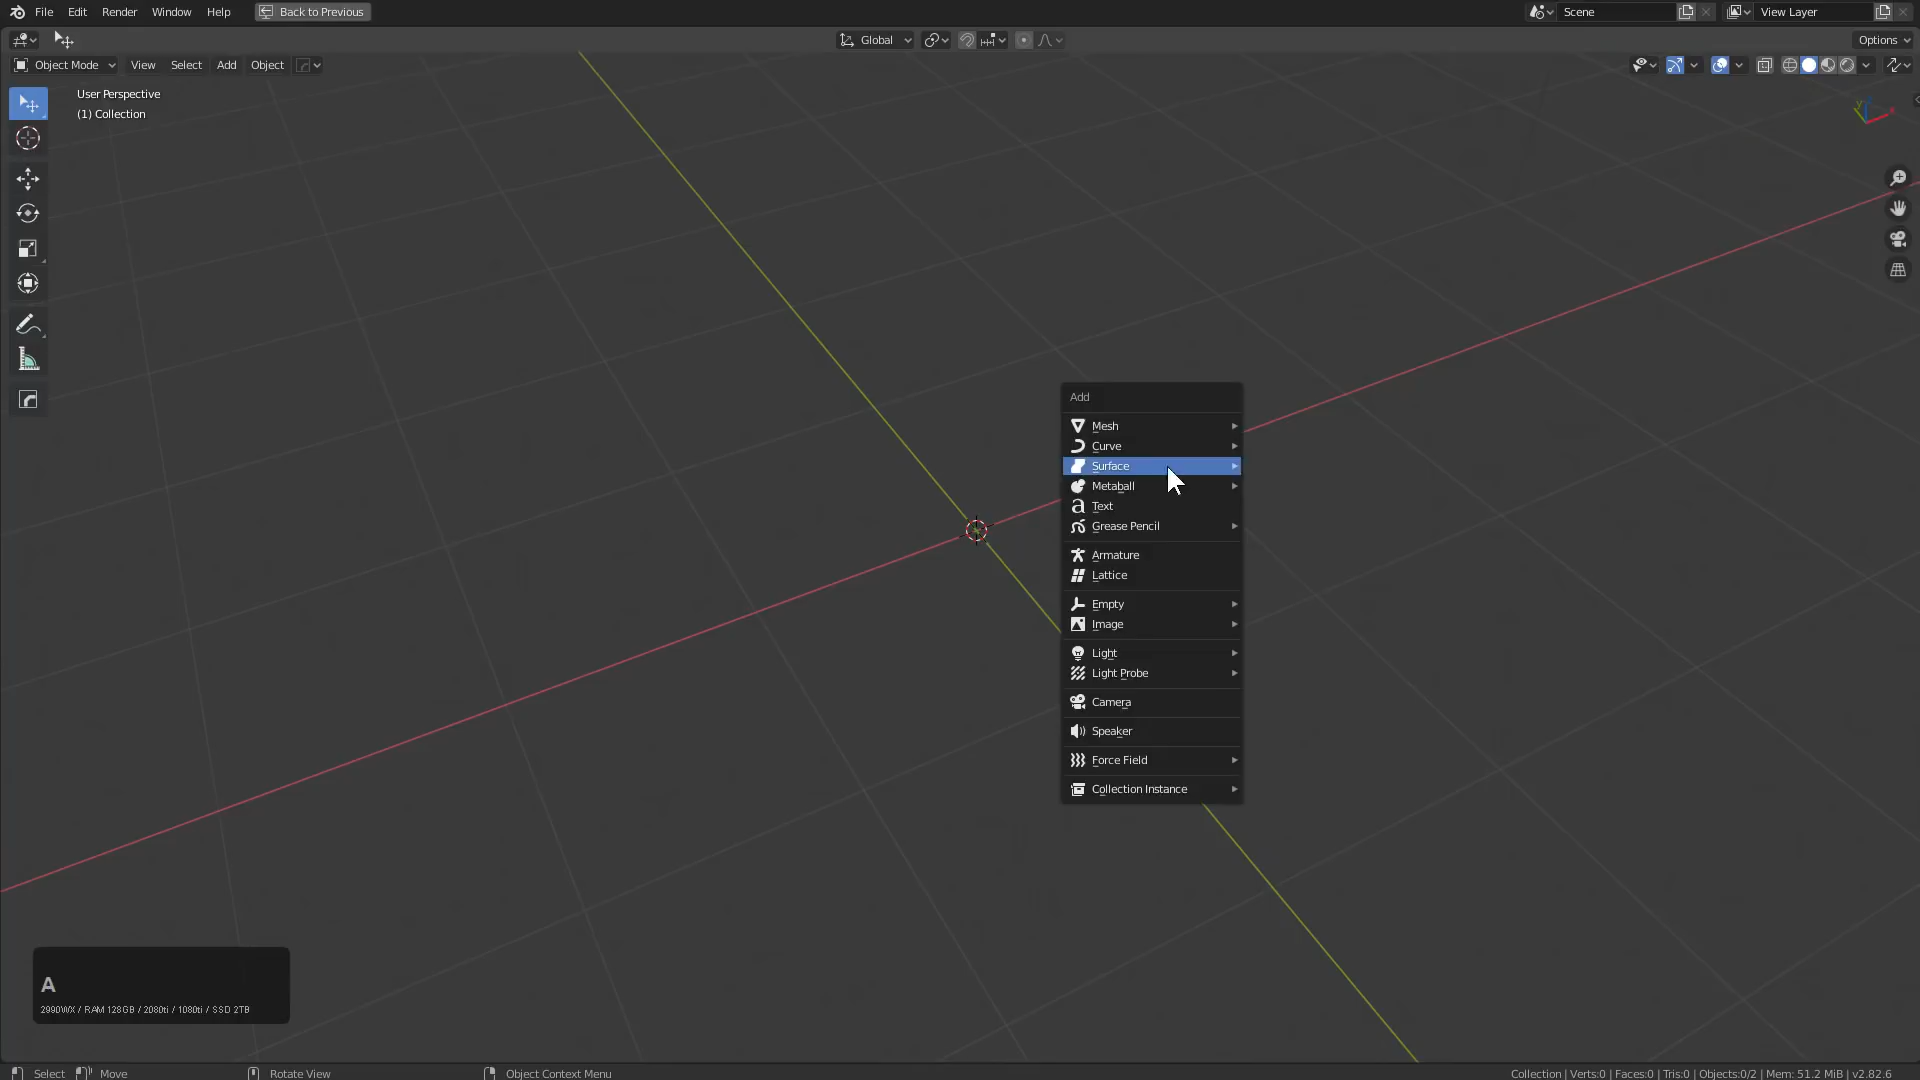 File Edit Render Window Help Back to Previous Scene View Layer
Global Options
Object Mode View Select Add Object
User Perspective
(1) Collection
Add
Mesh
Curve
Surface
Metaball
Text
Grease Pencil
Armature
Lattice
Empty
Image
Light
Light Probe
Camera
Speaker
Force Field
Collection Instance
A
2990WX / RAM 128GB / 2080ti / 1080ti / SSD 2TB
Select Move Rotate View Object Context Menu Collection | Verts:0 | Faces:0 | Tris:0 | Objects:0/2 | Mem: 51.2 MiB | v2.82.6